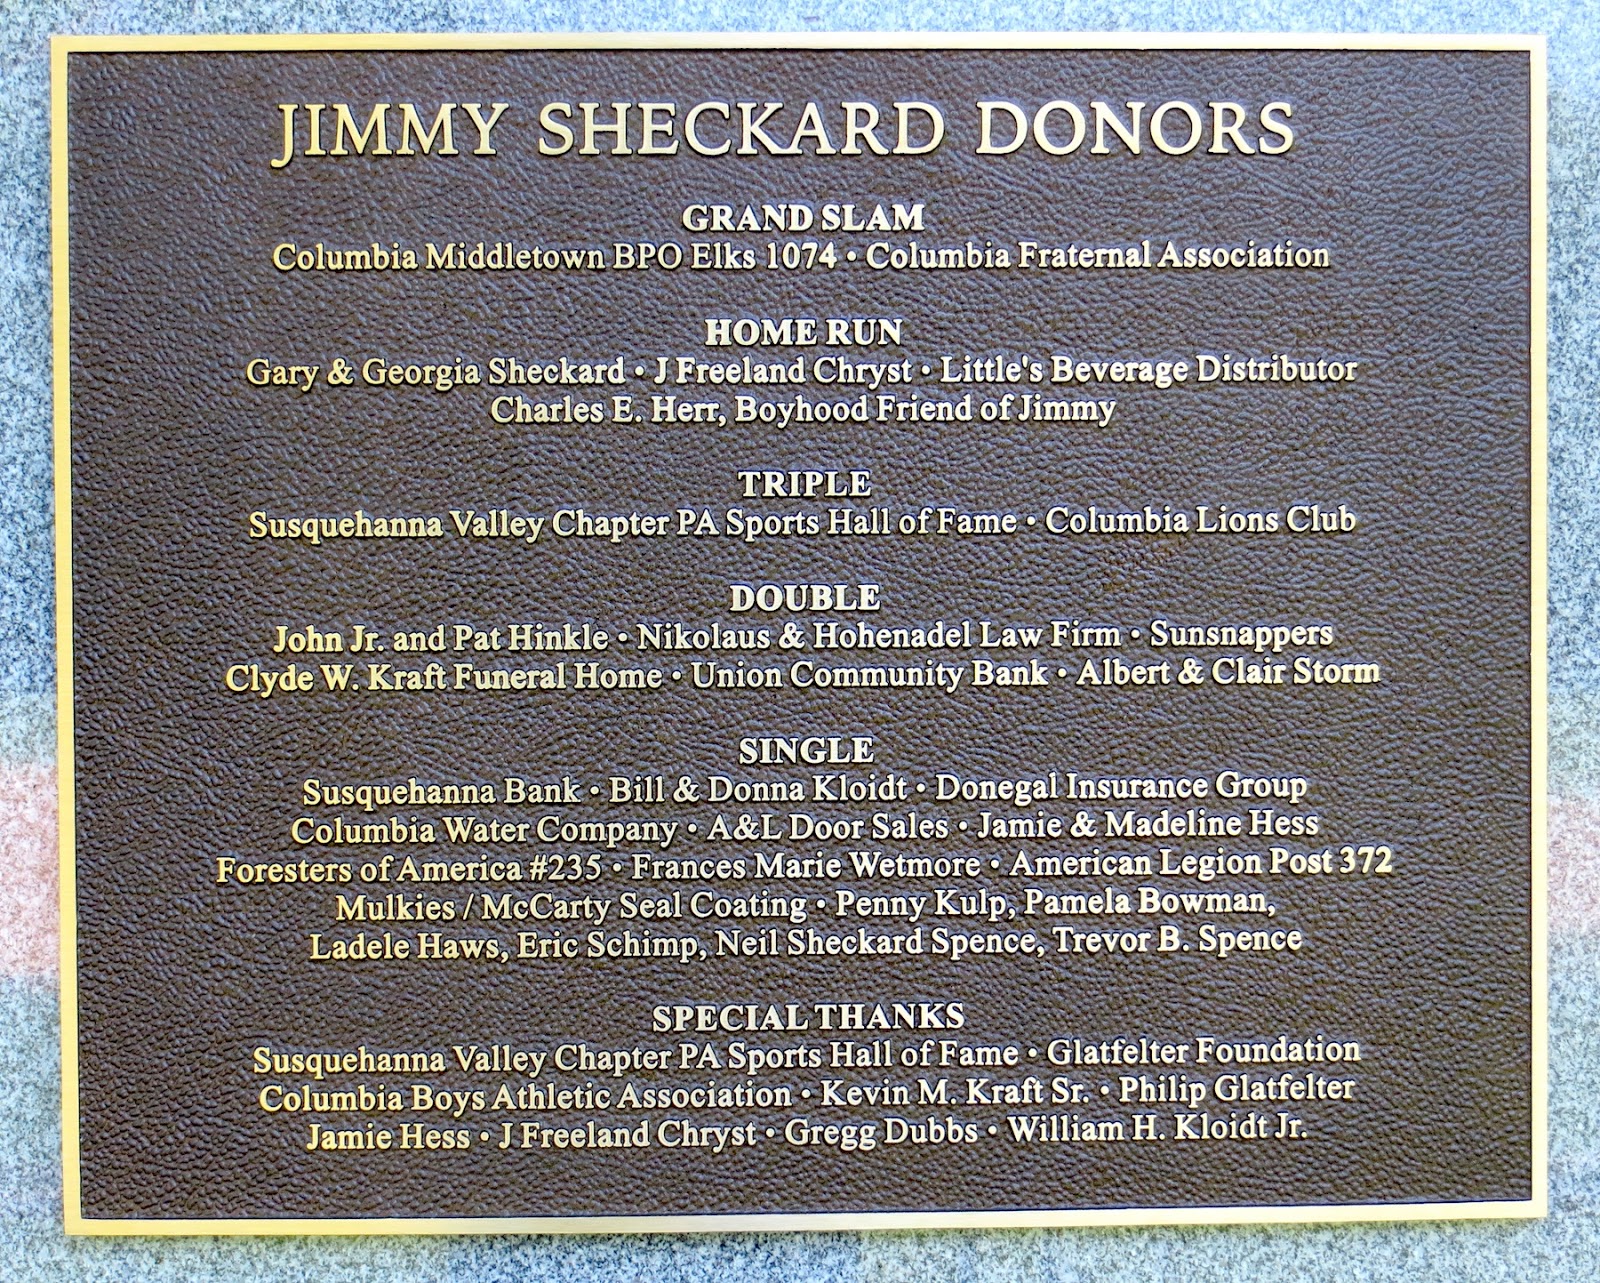 JIMMY SHECKARD DONORS
GRAND SLAM
Columbia Middletown BPO Elks 1074 • Columbia Fraternal Association
HOME RUN
Gary & Georgia Sheckard • J Freeland Chryst • Little's Beverage Distributor
Charles E. Herr, Boyhood Friend of Jimmy
TRIPLE
Susquehanna Valley Chapter PA Sports Hall of Fame • Columbia Lions Club
DOUBLE
John Jr. and Pat Hinkle • Nikolaus & Hohenadel Law Firm • Sunsnappers
Clyde W. Kraft Funeral Home • Union Community Bank • Albert & Clair Storm
SINGLE
Susquehanna Bank • Bill & Donna Kloidt • Donegal Insurance Group
Columbia Water Company • A&L Door Sales • Jamie & Madeline Hess
Foresters of America #235 • Frances Marie Wetmore • American Legion Post 372
Mulkies / McCarty Seal Coating • Penny Kulp, Pamela Bowman,
Ladele Haws, Eric Schimp, Neil Sheckard Spence, Trevor B. Spence
SPECIAL THANKS
Susquehanna Valley Chapter PA Sports Hall of Fame • Glatfelter Foundation
Columbia Boys Athletic Association • Kevin M. Kraft Sr. • Philip Glatfelter
Jamie Hess • J Freeland Chryst • Gregg Dubbs • William H. Kloidt Jr.